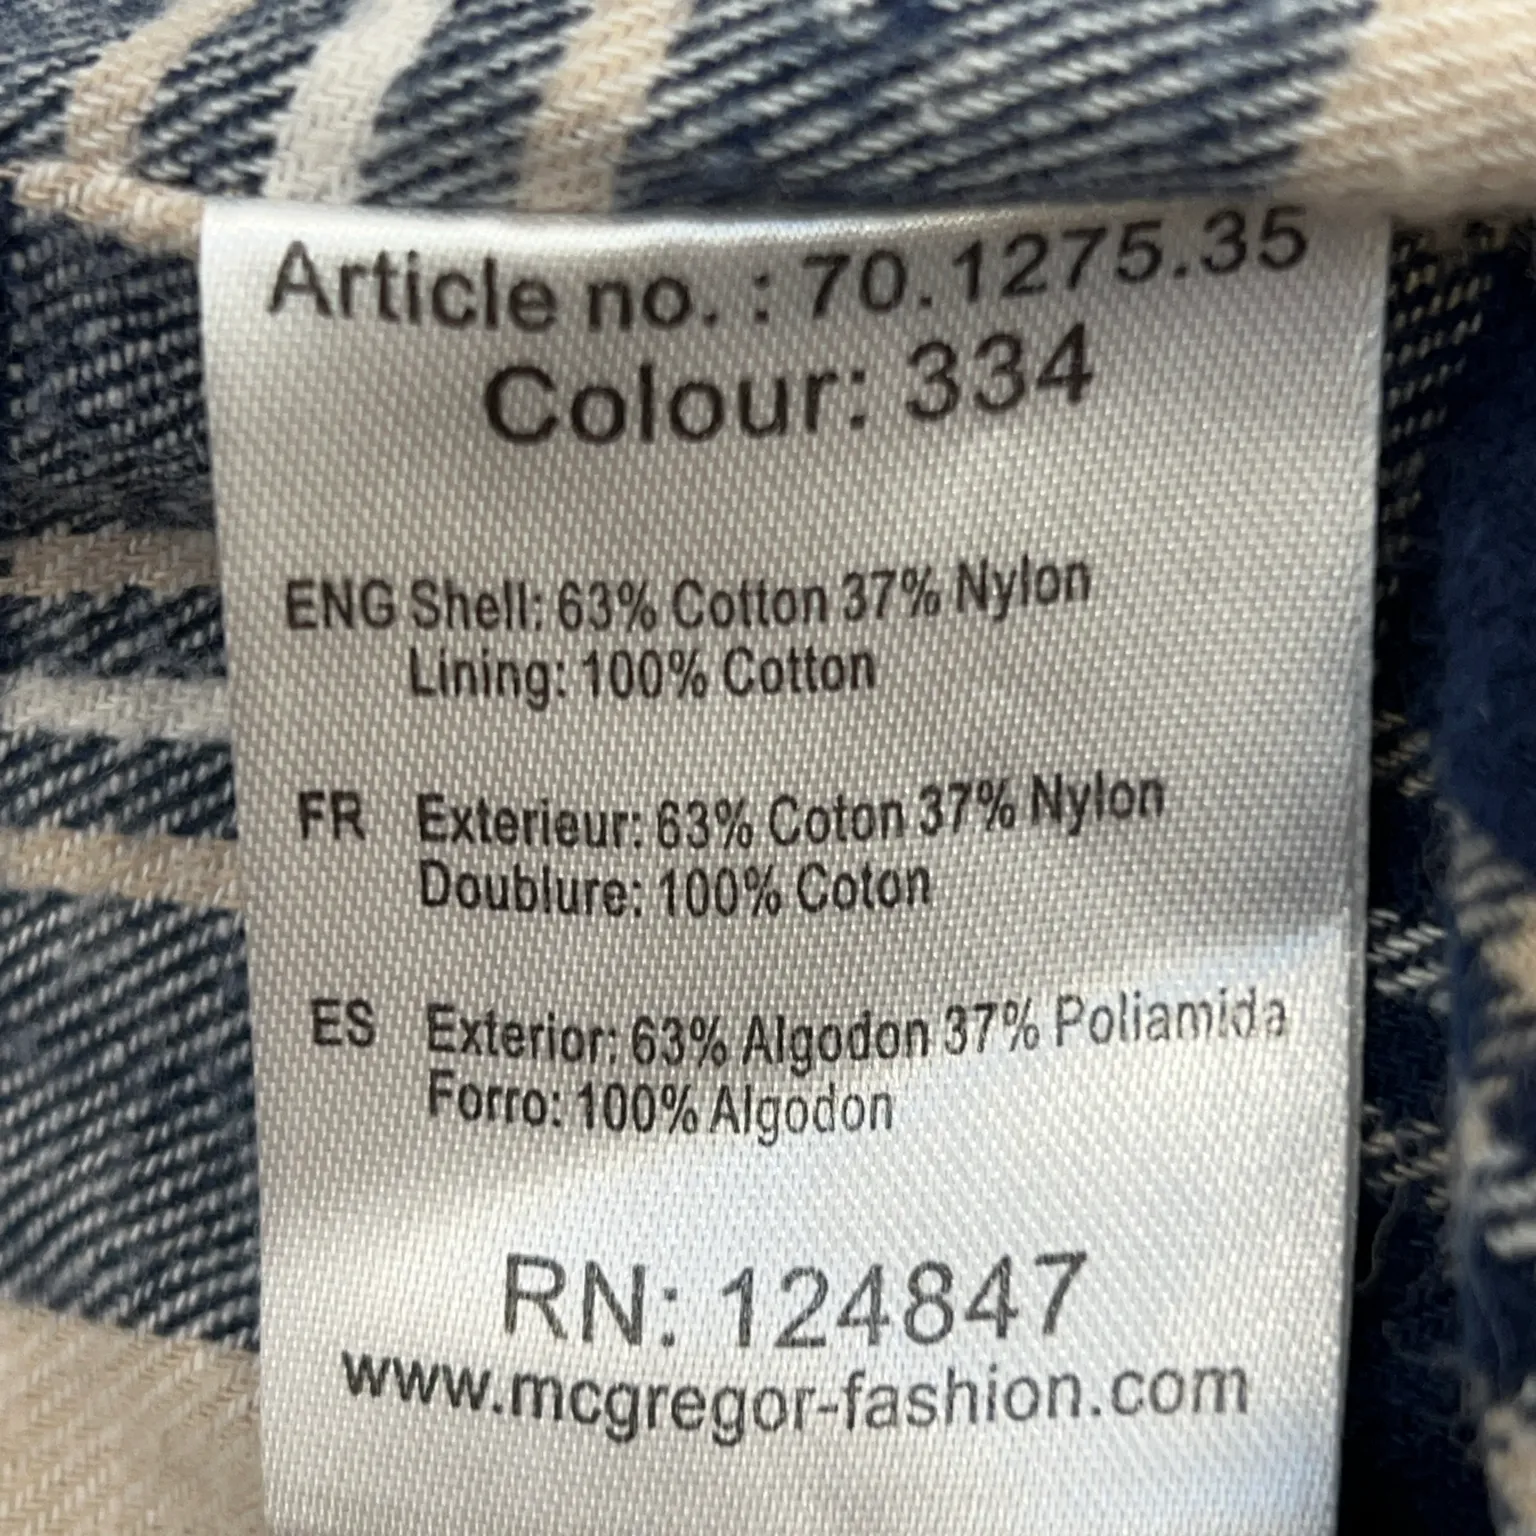 Article no. : 70.1275.35
Colour: 334
ENG Shell: 63% Cotton 37% Nylon
Lining: 100% Cotton
FR Exterieur: 63% Coton 37% Nylon
Doublure: 100% Coton
ES Exterior: 63% Algodon 37% Poliamida
Forro: 100% Algodon
RN: 124847
www.mcgregor-fashion.com